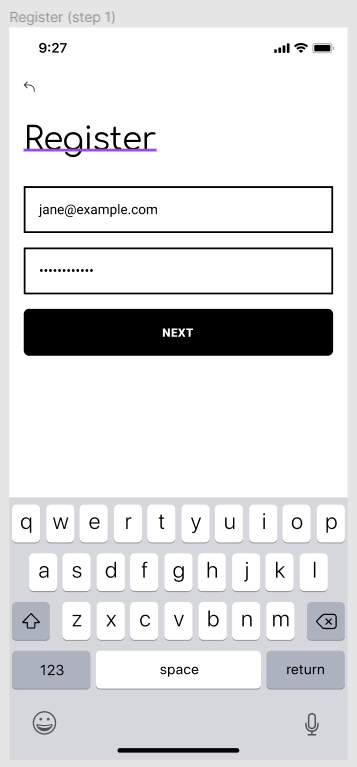 Register (step 1)
9:27
Register
jane@example.com
••••••••••••
NEXT
q w e r t y u i o p
a s d f g h j k l
z x c v b n m
123 space return